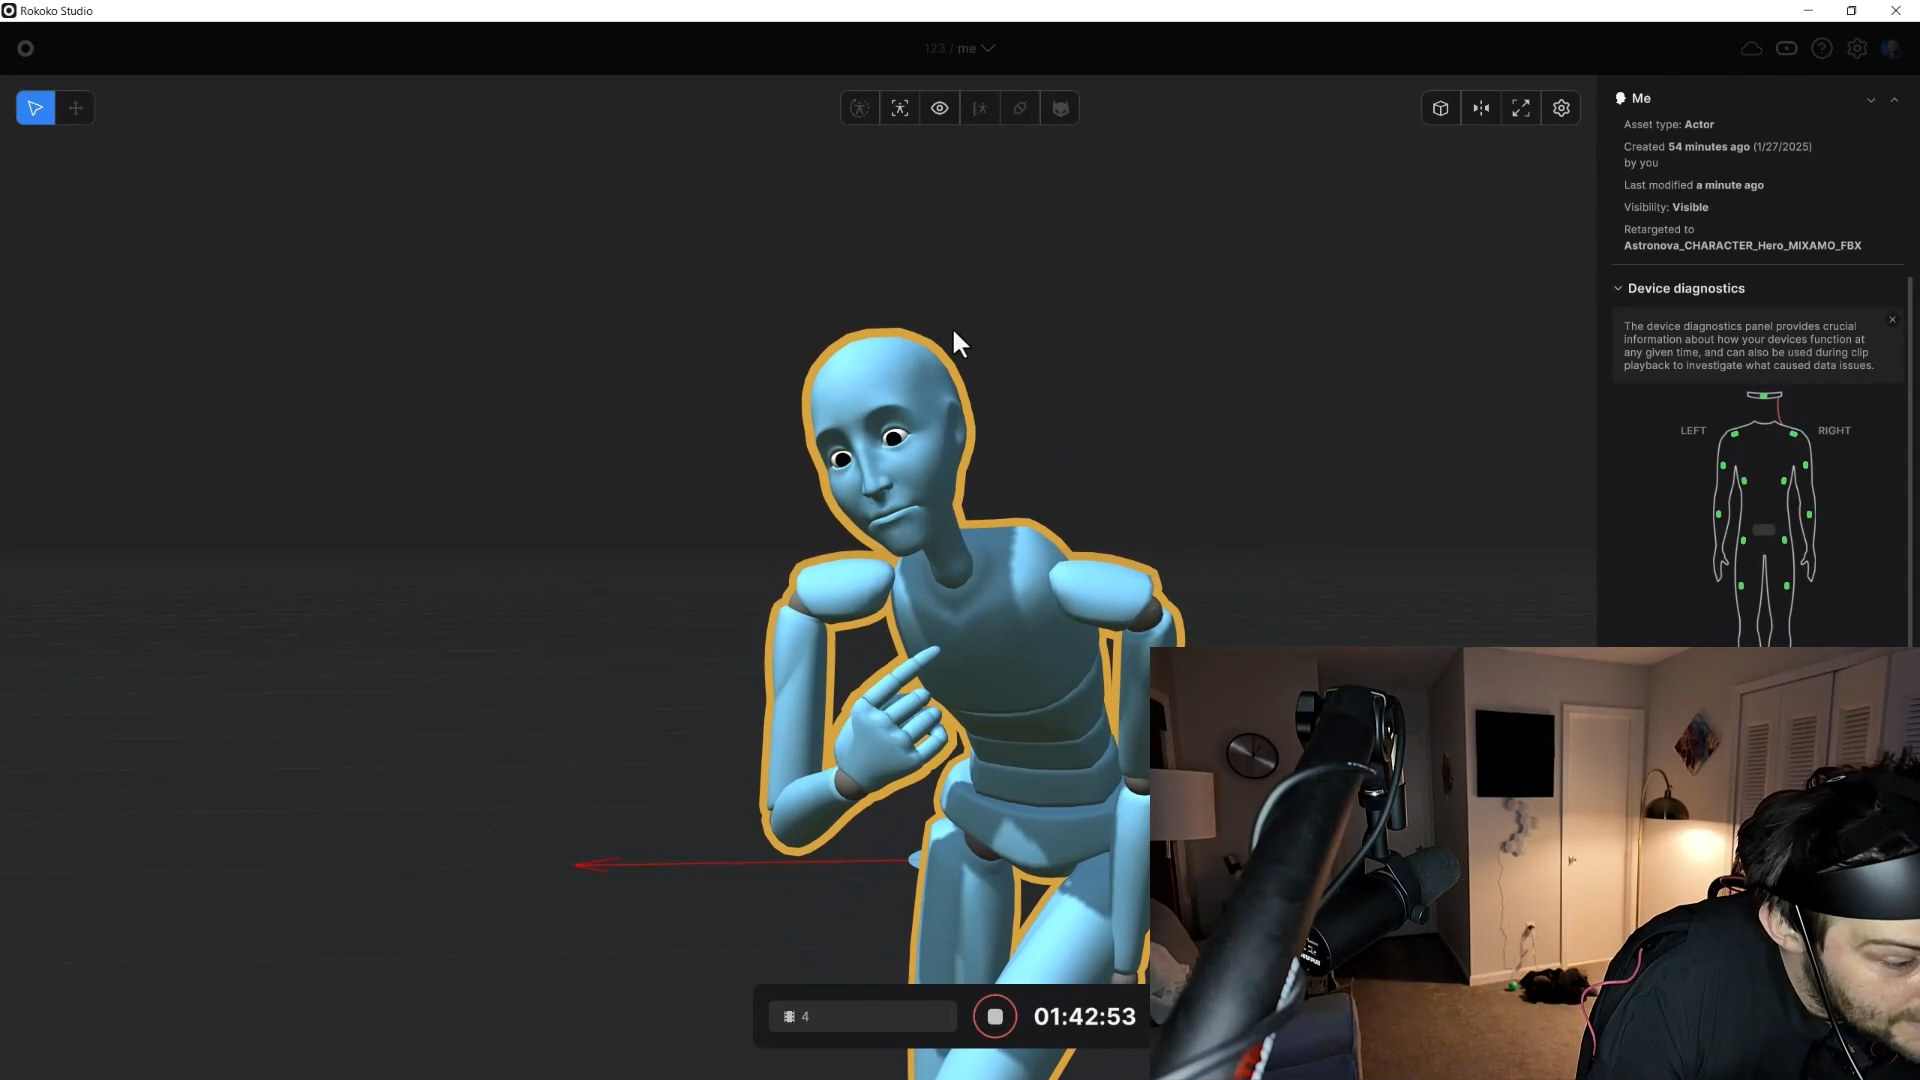 Rokoko Studio
123 / me
Me
Asset type: Actor
Created 54 minutes ago (1/27/2025)
by you
Last modified a minute ago
Visibility: Visible
Retargeted to
Astronova_CHARACTER_Hero_MIXAMO_FBX
Device diagnostics
The device diagnostics panel provides crucial
information about how your devices function at
any given time, and can also be used during clip
playback to investigate what caused data issues.
LEFT
RIGHT
4
01:42:53